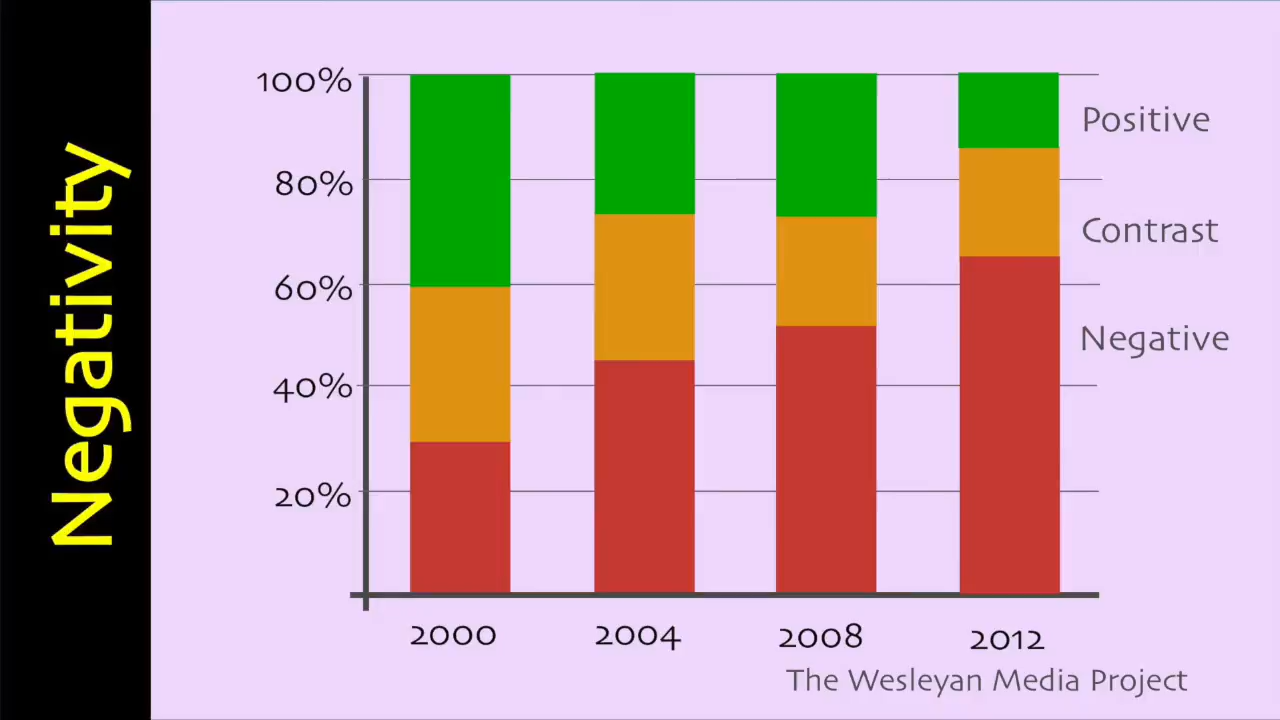 Negativity
100%
80%
60%
40%
20%
Positive
Contrast
Negative
2000
2004
2008
2012
The Wesleyan Media Project